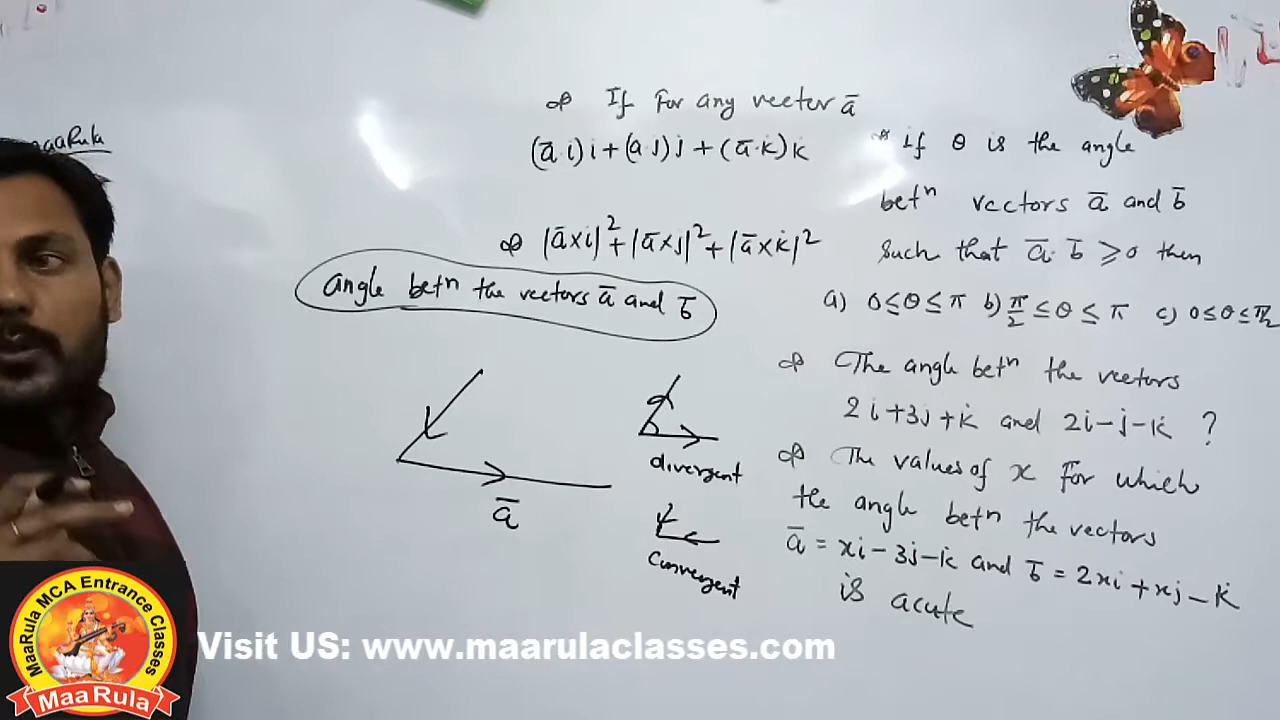 maaRula
If For any vector ā
(ā.i)i+(a.j)j+(ā.k)k
|ā×i|²+|ā×j|²+|ā×k|²
angle betⁿ the vectors ā and b̄
ā
divergent
Convergent
* if θ is the angle
betⁿ vectors ā and b̄
Such that ā.b̄ ≥ 0 then
a) 0≤θ≤π b) π/2 ≤θ≤ π c) 0≤θ≤π/2
The angle betⁿ the vectors
2i+3j+k and 2i-j-k ?
The values of x For which
the angle betⁿ the vectors
ā = xi-3j-k and b̄ = 2xi+xj-k
is acute
MaaRula MCA Entrance Classes
MaaRula
Visit US: www.maarulaclasses.com